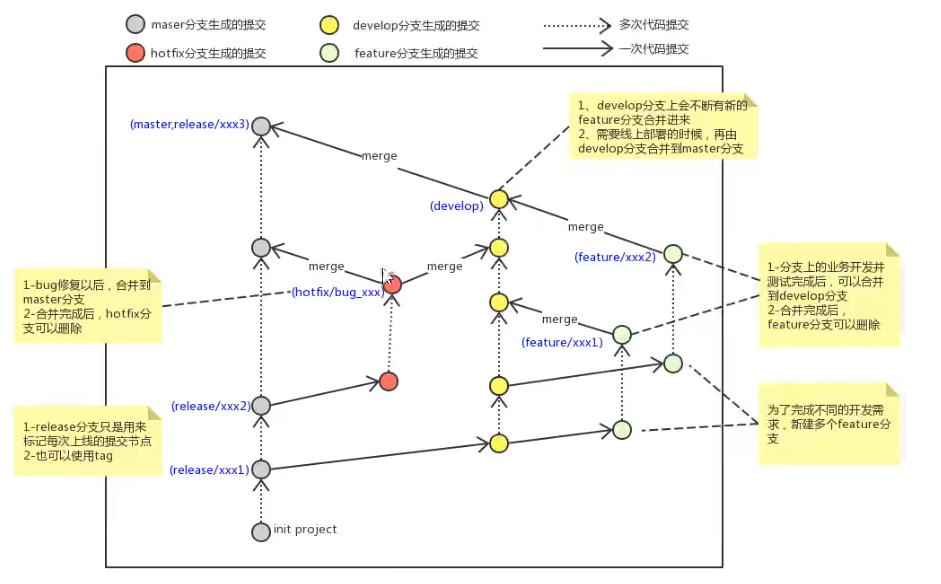 maser分支生成的提交
develop分支生成的提交
多次代码提交
hotfix分支生成的提交
feature分支生成的提交
一次代码提交
1、develop分支上会不断有新的
feature分支合并进来
2、需要线上部署的时候，再由
develop分支合并到master分支
(master,release/xxx3)
merge
(develop)
merge
(feature/xxx2)
merge
merge
1-bug修复以后，合并到
master分支
2-合并完成后，hotfix分
支可以删除
(hotfix/bug_xxx)
1-分支上的业务开发并
测试完成后，可以合并
到develop分支
2-合并完成后，
feature分支可以删除
merge
(feature/xxx1)
(release/xxx2)
1-release分支只是用来
标记每次上线的提交节点
2-也可以使用tag
为了完成不同的开发需
求，新建多个feature分
支
(release/xxx1)
init project